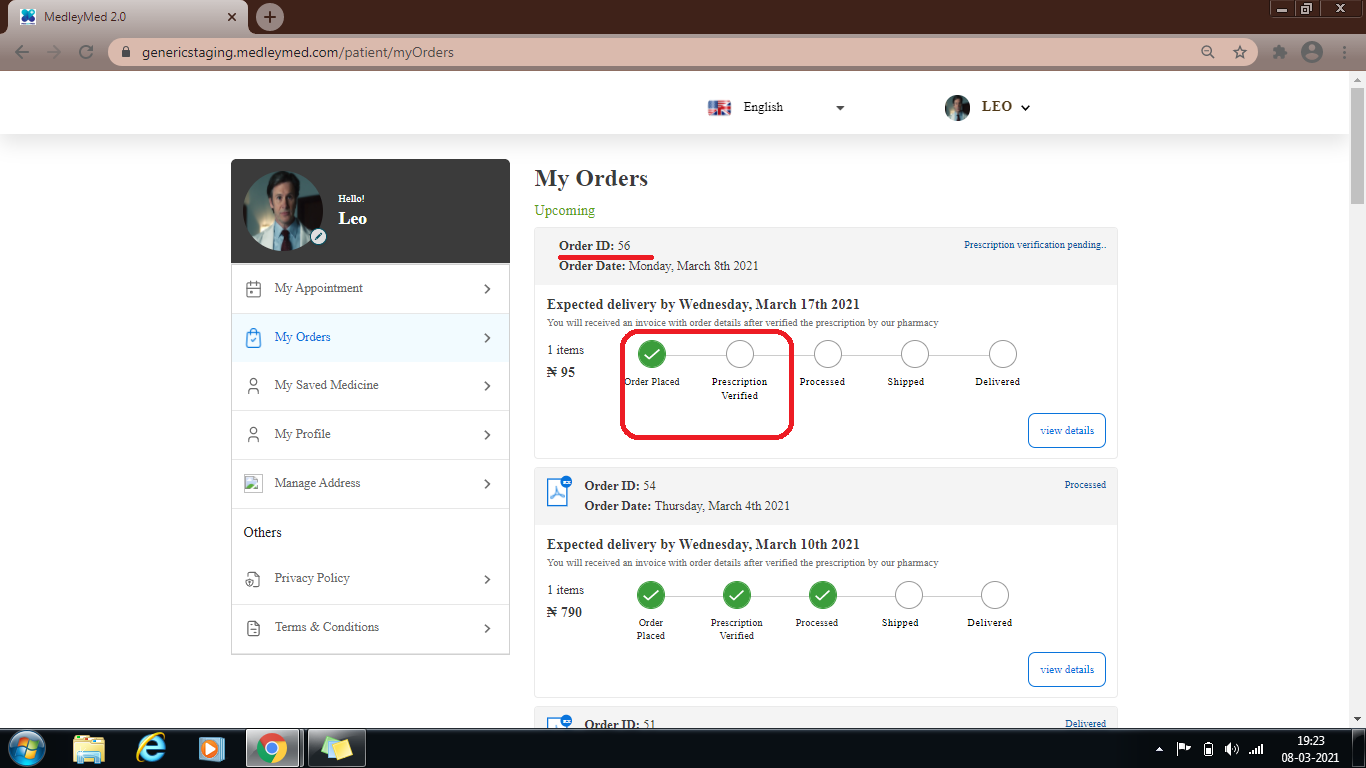 MedleyMed 2.0
genericstaging.medleymed.com/patient/myOrders
English
LEO
Hello!
Leo
My Appointment
My Orders
My Saved Medicine
My Profile
Manage Address
Others
Privacy Policy
Terms & Conditions
My Orders
Upcoming
Order ID: 56
Prescription verification pending..
Order Date: Monday, March 8th 2021
Expected delivery by Wednesday, March 17th 2021
You will received an invoice with order details after verified the prescription by our pharmacy
1 items
₦ 95
Order Placed
Prescription
Verified
Processed
Shipped
Delivered
view details
Order ID: 54
Processed
Order Date: Thursday, March 4th 2021
Expected delivery by Wednesday, March 10th 2021
You will received an invoice with order details after verified the prescription by our pharmacy
1 items
₦ 790
Order
Placed
Prescription
Verified
Processed
Shipped
Delivered
view details
Order ID: 51
Delivered
19:23
08-03-2021